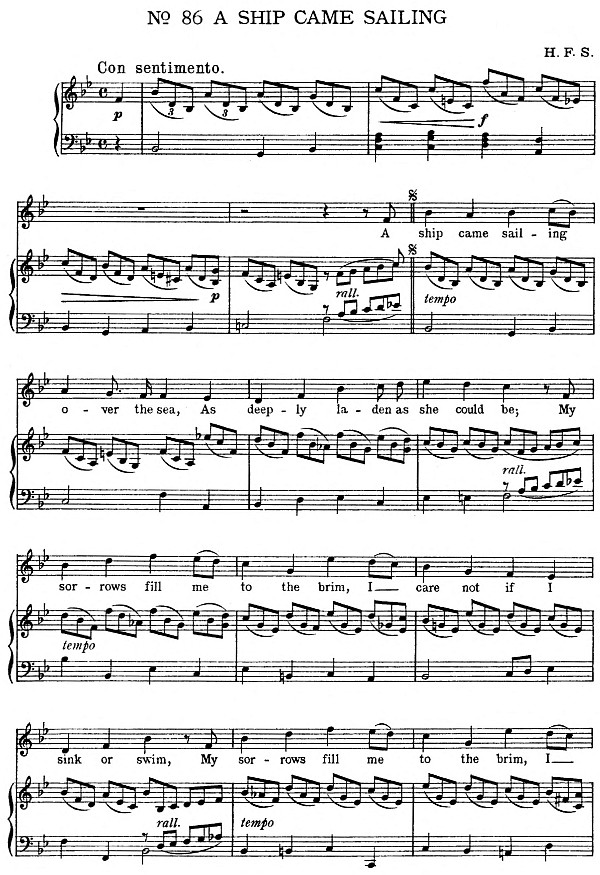 Nº 86 A SHIP CAME SAILING
H. F. S.
Con sentimento.
3 3
p f
A ship came sail - ing
p rall. tempo
o - ver the sea, As deep - ly la - den as she could be; My
rall.
sor - rows fill me to the brim, I care not if I
tempo
sink or swim, My sor - rows fill me to the brim, I
rall. tempo